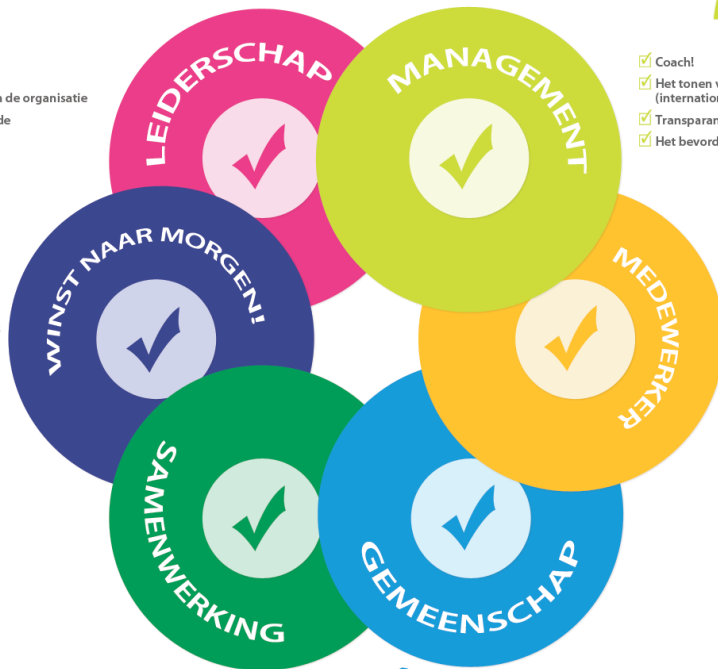 LEIDERSCHAP
MANAGEMENT
Coach!
Het tonen
(internation
Transparan
Het bevord
de organisatie
de
WINST NAAR MORGEN!
MEDEWERKER
SAMENWERKING
GEMEENSCHAP